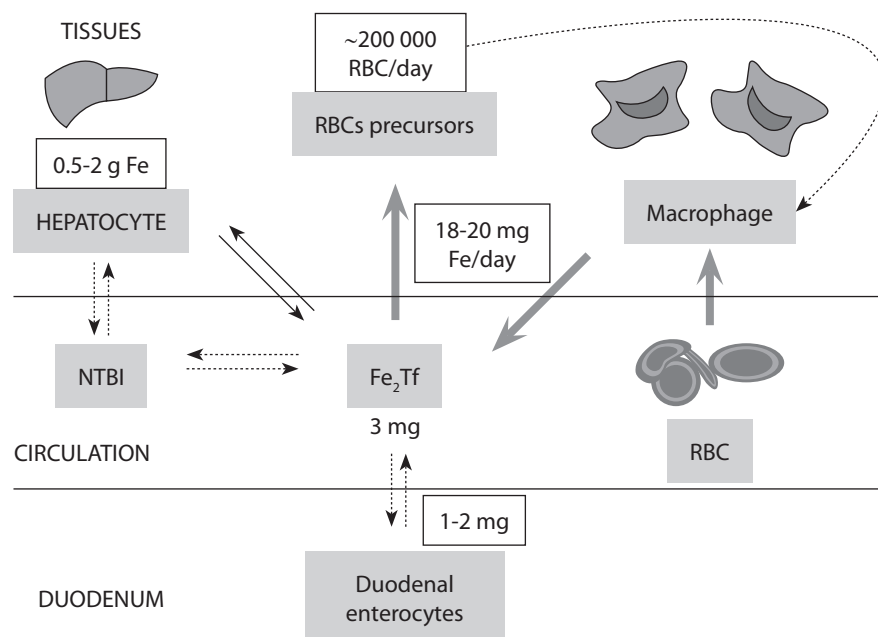 TISSUES
~200 000
RBC/day
RBCs precursors
0.5-2 g Fe
HEPATOCYTE
Macrophage
18-20 mg
Fe/day
NTBI
Fe₂Tf
3 mg
RBC
CIRCULATION
1-2 mg
Duodenal
enterocytes
DUODENUM